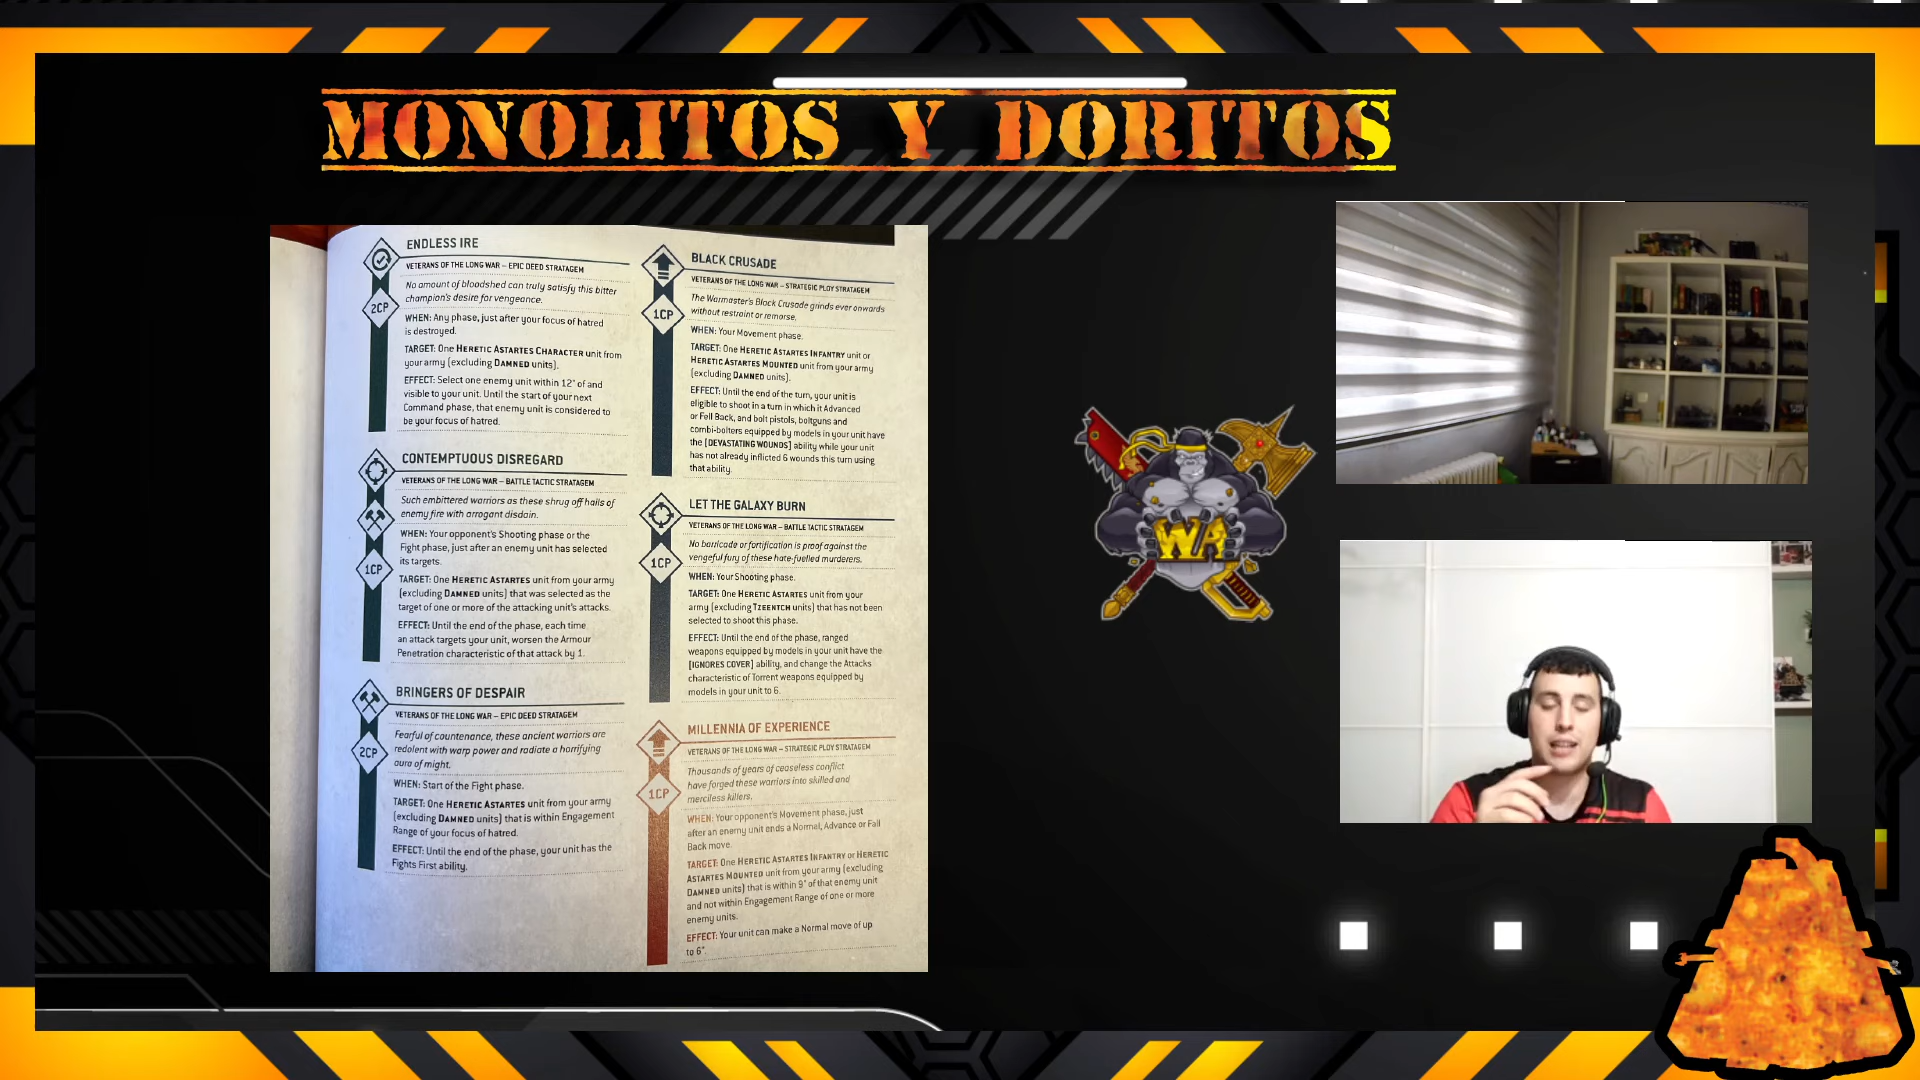 MONOLITOS Y DORITOS
ENDLESS IRE
VETERANS OF THE LONG WAR – EPIC DEED STRATAGEM
No amount of bloodshed can truly satisfy this bitter
champion's desire for vengeance.
2CP
WHEN: Any phase, just after your focus of hatred
is destroyed.
TARGET: One HERETIC ASTARTES CHARACTER unit from
your army (excluding DAMNED units).
EFFECT: Select one enemy unit within 12" of and
visible to your unit. Until the start of your next
Command phase, that enemy unit is considered to
be your focus of hatred.
CONTEMPTUOUS DISREGARD
VETERANS OF THE LONG WAR – BATTLE TACTIC STRATAGEM
Such embittered warriors as these shrug off hails of
enemy fire with arrogant disdain.
1CP
WHEN: Your opponent's Shooting phase or the
Fight phase, just after an enemy unit has selected
its targets.
TARGET: One HERETIC ASTARTES unit from your army
(excluding DAMNED units) that was selected as the
target of one or more of the attacking unit's attacks.
EFFECT: Until the end of the phase, each time
an attack targets your unit, worsen the Armour
Penetration characteristic of that attack by 1.
BRINGERS OF DESPAIR
VETERANS OF THE LONG WAR – EPIC DEED STRATAGEM
Fearful of countenance, these ancient warriors are
redolent with warp power and radiate a horrifying
aura of might.
2CP
WHEN: Start of the Fight phase.
TARGET: One HERETIC ASTARTES unit from your army
(excluding DAMNED units) that is within Engagement
Range of your focus of hatred.
EFFECT: Until the end of the phase, your unit has the
Fights First ability.
BLACK CRUSADE
VETERANS OF THE LONG WAR – STRATEGIC PLOY STRATAGEM
The Warmaster's Black Crusade grinds ever onwards
without restraint or remorse.
1CP
WHEN: Your Movement phase.
TARGET: One HERETIC ASTARTES INFANTRY unit or
HERETIC ASTARTES MOUNTED unit from your army
(excluding DAMNED units).
EFFECT: Until the end of the turn, your unit is
eligible to shoot in a turn in which it Advanced
or Fell Back, and bolt pistols, boltguns and
combi-bolters equipped by models in your unit have
the [DEVASTATING WOUNDS] ability while your unit
has not already inflicted 6 wounds this turn using
that ability.
LET THE GALAXY BURN
VETERANS OF THE LONG WAR – BATTLE TACTIC STRATAGEM
No barricade or fortification is proof against the
vengeful fury of these hate-fuelled murderers.
1CP
WHEN: Your Shooting phase.
TARGET: One HERETIC ASTARTES unit from your
army (excluding TZEENTCH units) that has not been
selected to shoot this phase.
EFFECT: Until the end of the phase, ranged
weapons equipped by models in your unit have the
[IGNORES COVER] ability, and change the Attacks
characteristic of Torrent weapons equipped by
models in your unit to 6.
MILLENNIA OF EXPERIENCE
VETERANS OF THE LONG WAR – STRATEGIC PLOY STRATAGEM
Thousands of years of ceaseless conflict
have forged these warriors into skilled and
merciless killers.
1CP
WHEN: Your opponent's Movement phase, just
after an enemy unit ends a Normal, Advance or Fall
Back move.
TARGET: One HERETIC ASTARTES INFANTRY or HERETIC
ASTARTES MOUNTED unit from your army (excluding
DAMNED units) that is within 9" of that enemy unit
and not within Engagement Range of one or more
enemy units.
EFFECT: Your unit can make a Normal move of up
to 6".
WA